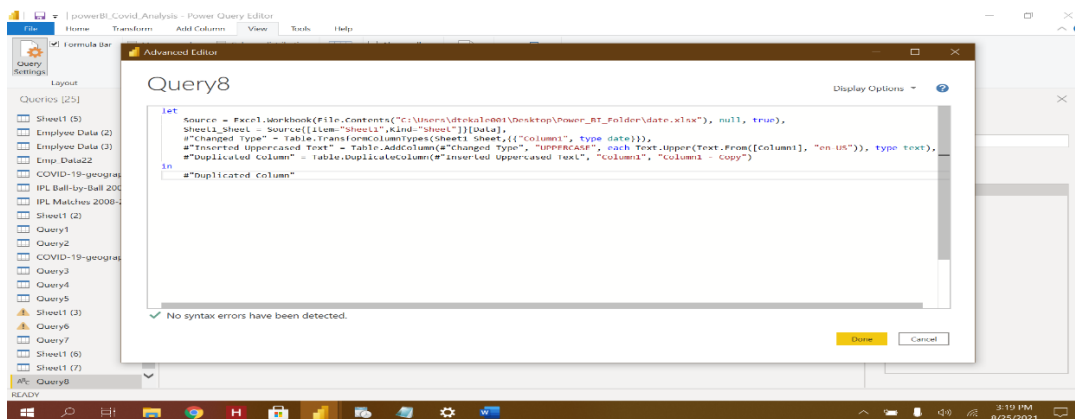 powerBI_Covid_Analysis - Power Query Editor
File Home Transform Add Column View Tools Help
Formula Bar
Query
Settings
Layout
Queries [25]
Sheet1 (5)
Emplyee Data (2)
Emplyee Data (3)
Emp_Data22
COVID-19-geograp
IPL Ball-by-Ball 200
IPL Matches 2008-2
Sheet1 (2)
Query1
Query2
COVID-19-geograp
Query3
Query4
Query5
Sheet1 (3)
Query6
Query7
Sheet1 (6)
Sheet1 (7)
Query8
READY
Advanced Editor
Query8
Display Options
let
Source = Excel.Workbook(File.Contents("C:\Users\dtekale001\Desktop\Power_BI_Folder\date.xlsx"), null, true),
Sheet1_Sheet = Source{[Item="Sheet1",Kind="Sheet"]}[Data],
#"Changed Type" = Table.TransformColumnTypes(Sheet1_Sheet,{{"Column1", type date}}),
#"Inserted Uppercased Text" = Table.AddColumn(#"Changed Type", "UPPERCASE", each Text.Upper(Text.From([Column1], "en-US")), type text),
#"Duplicated Column" = Table.DuplicateColumn(#"Inserted Uppercased Text", "Column1", "Column1 - Copy")
in
#"Duplicated Column"
No syntax errors have been detected.
Done Cancel
3:19 PM
8/25/2021